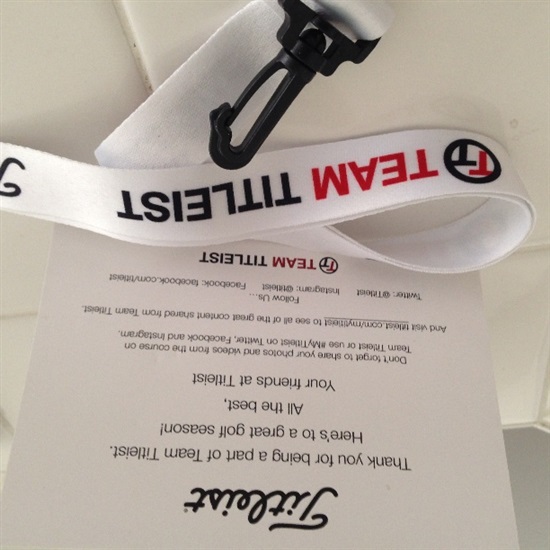 Titleist
Thank you for being a part of Team Titleist.
Here's to a great golf season!
All the best,
Your friends at Titleist
Don't forget to share your photos and videos from the course on
Team Titleist or use #MyTitleist on Twitter, Facebook and Instagram.
And visit titleist.com/mytitleist to see all of the great content shared from Team Titleist.
Follow Us...
Twitter: @Titleist Instagram: @titleist Facebook: facebook.com/titleist
TT TEAM TITLEIST
TT TEAM TITLEIST